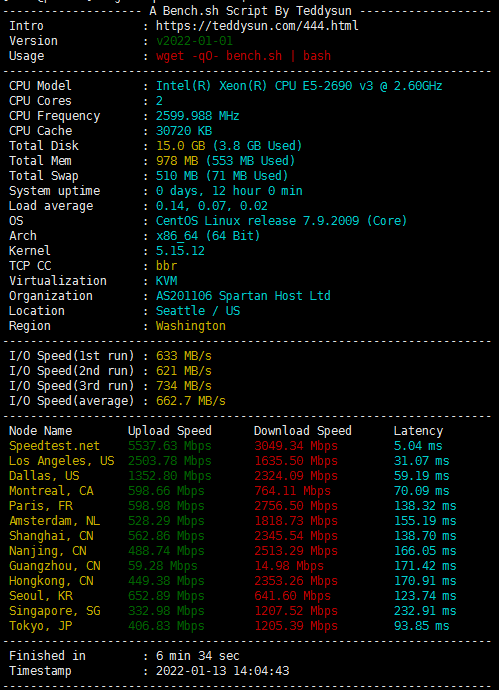 -------------------- A Bench.sh Script By Teddysun -------------------
Intro : https://teddysun.com/444.html
Version : v2022-01-01
Usage : wget -qO- bench.sh | bash
----------------------------------------------------------------------
CPU Model : Intel(R) Xeon(R) CPU E5-2690 v3 @ 2.60GHz
CPU Cores : 2
CPU Frequency : 2599.988 MHz
CPU Cache : 30720 KB
Total Disk : 15.0 GB (3.8 GB Used)
Total Mem : 978 MB (553 MB Used)
Total Swap : 510 MB (71 MB Used)
System uptime : 0 days, 12 hour 0 min
Load average : 0.14, 0.07, 0.02
OS : CentOS Linux release 7.9.2009 (Core)
Arch : x86_64 (64 Bit)
Kernel : 5.15.12
TCP CC : bbr
Virtualization : KVM
Organization : AS201106 Spartan Host Ltd
Location : Seattle / US
Region : Washington
----------------------------------------------------------------------
I/O Speed(1st run) : 633 MB/s
I/O Speed(2nd run) : 621 MB/s
I/O Speed(3rd run) : 734 MB/s
I/O Speed(average) : 662.7 MB/s
----------------------------------------------------------------------
Node Name Upload Speed Download Speed Latency
Speedtest.net 5537.63 Mbps 3049.34 Mbps 5.04 ms
Los Angeles, US 2503.78 Mbps 1635.50 Mbps 31.07 ms
Dallas, US 1352.80 Mbps 2324.09 Mbps 59.19 ms
Montreal, CA 598.66 Mbps 764.11 Mbps 70.09 ms
Paris, FR 598.98 Mbps 2756.50 Mbps 138.32 ms
Amsterdam, NL 528.29 Mbps 1818.73 Mbps 155.19 ms
Shanghai, CN 562.86 Mbps 2345.54 Mbps 138.70 ms
Nanjing, CN 488.74 Mbps 2513.29 Mbps 166.05 ms
Guangzhou, CN 59.28 Mbps 14.98 Mbps 171.42 ms
Hongkong, CN 449.38 Mbps 2353.26 Mbps 170.91 ms
Seoul, KR 652.89 Mbps 641.60 Mbps 123.74 ms
Singapore, SG 332.98 Mbps 1207.52 Mbps 232.91 ms
Tokyo, JP 406.83 Mbps 1205.39 Mbps 93.85 ms
----------------------------------------------------------------------
Finished in : 6 min 34 sec
Timestamp : 2022-01-13 14:04:43
----------------------------------------------------------------------